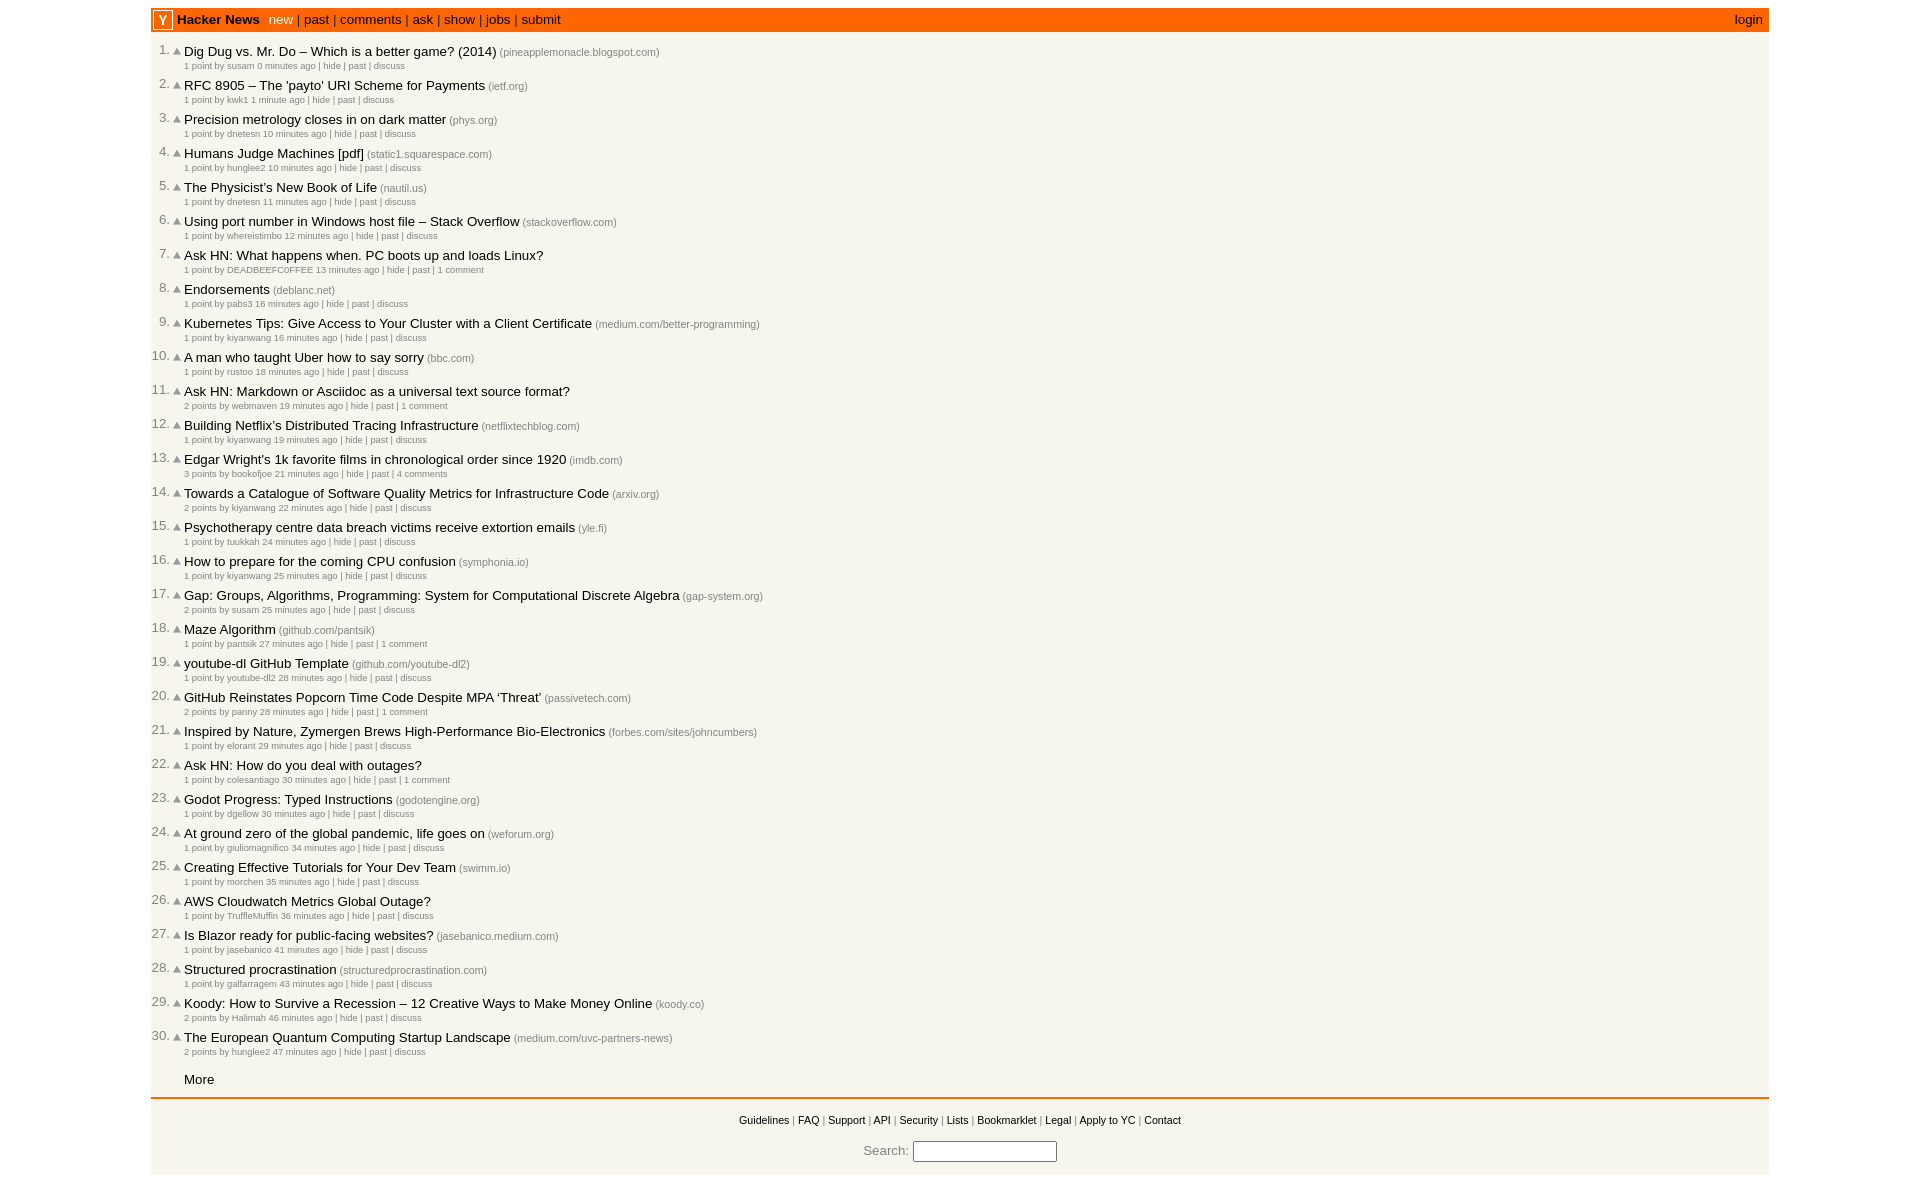 Y Hacker News new | past | comments | ask | show | jobs | submit login
1. Dig Dug vs. Mr. Do – Which is a better game? (2014) (pineapplemonacle.blogspot.com)
1 point by susam 0 minutes ago | hide | past | discuss
2. RFC 8905 – The 'payto' URI Scheme for Payments (ietf.org)
1 point by kwk1 1 minute ago | hide | past | discuss
3. Precision metrology closes in on dark matter (phys.org)
1 point by dnetesn 10 minutes ago | hide | past | discuss
4. Humans Judge Machines [pdf] (static1.squarespace.com)
1 point by hunglee2 10 minutes ago | hide | past | discuss
5. The Physicist’s New Book of Life (nautil.us)
1 point by dnetesn 11 minutes ago | hide | past | discuss
6. Using port number in Windows host file – Stack Overflow (stackoverflow.com)
1 point by whereistimbo 12 minutes ago | hide | past | discuss
7. Ask HN: What happens when. PC boots up and loads Linux?
1 point by DEADBEEFC0FFEE 13 minutes ago | hide | past | 1 comment
8. Endorsements (deblanc.net)
1 point by pabs3 16 minutes ago | hide | past | discuss
9. Kubernetes Tips: Give Access to Your Cluster with a Client Certificate (medium.com/better-programming)
1 point by kiyanwang 16 minutes ago | hide | past | discuss
10. A man who taught Uber how to say sorry (bbc.com)
1 point by rustoo 18 minutes ago | hide | past | discuss
11. Ask HN: Markdown or Asciidoc as a universal text source format?
2 points by webmaven 19 minutes ago | hide | past | 1 comment
12. Building Netflix’s Distributed Tracing Infrastructure (netflixtechblog.com)
1 point by kiyanwang 19 minutes ago | hide | past | discuss
13. Edgar Wright's 1k favorite films in chronological order since 1920 (imdb.com)
3 points by bookofjoe 21 minutes ago | hide | past | 4 comments
14. Towards a Catalogue of Software Quality Metrics for Infrastructure Code (arxiv.org)
2 points by kiyanwang 22 minutes ago | hide | past | discuss
15. Psychotherapy centre data breach victims receive extortion emails (yle.fi)
1 point by tuukkah 24 minutes ago | hide | past | discuss
16. How to prepare for the coming CPU confusion (symphonia.io)
1 point by kiyanwang 25 minutes ago | hide | past | discuss
17. Gap: Groups, Algorithms, Programming: System for Computational Discrete Algebra (gap-system.org)
2 points by susam 25 minutes ago | hide | past | discuss
18. Maze Algorithm (github.com/pantsik)
1 point by pantsik 27 minutes ago | hide | past | 1 comment
19. youtube-dl GitHub Template (github.com/youtube-dl2)
1 point by youtube-dl2 28 minutes ago | hide | past | discuss
20. GitHub Reinstates Popcorn Time Code Despite MPA ‘Threat’ (passivetech.com)
2 points by panny 28 minutes ago | hide | past | 1 comment
21. Inspired by Nature, Zymergen Brews High-Performance Bio-Electronics (forbes.com/sites/johncumbers)
1 point by elorant 29 minutes ago | hide | past | discuss
22. Ask HN: How do you deal with outages?
1 point by colesantiago 30 minutes ago | hide | past | 1 comment
23. Godot Progress: Typed Instructions (godotengine.org)
1 point by dgellow 30 minutes ago | hide | past | discuss
24. At ground zero of the global pandemic, life goes on (weforum.org)
1 point by giuliomagnifico 34 minutes ago | hide | past | discuss
25. Creating Effective Tutorials for Your Dev Team (swimm.io)
1 point by morchen 35 minutes ago | hide | past | discuss
26. AWS Cloudwatch Metrics Global Outage?
1 point by TruffleMuffin 36 minutes ago | hide | past | discuss
27. Is Blazor ready for public-facing websites? (jasebanico.medium.com)
1 point by jasebanico 41 minutes ago | hide | past | discuss
28. Structured procrastination (structuredprocrastination.com)
1 point by galfarragem 43 minutes ago | hide | past | discuss
29. Koody: How to Survive a Recession – 12 Creative Ways to Make Money Online (koody.co)
2 points by Halimah 46 minutes ago | hide | past | discuss
30. The European Quantum Computing Startup Landscape (medium.com/uvc-partners-news)
2 points by hunglee2 47 minutes ago | hide | past | discuss
More
Guidelines | FAQ | Support | API | Security | Lists | Bookmarklet | Legal | Apply to YC | Contact
Search: